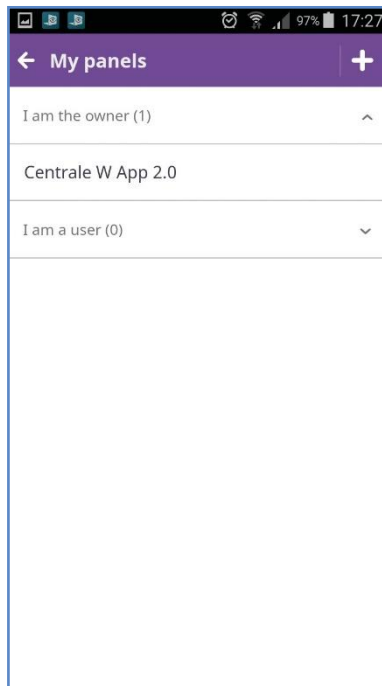 97% 17:27
My panels
I am the owner (1)
Centrale W App 2.0
I am a user (0)